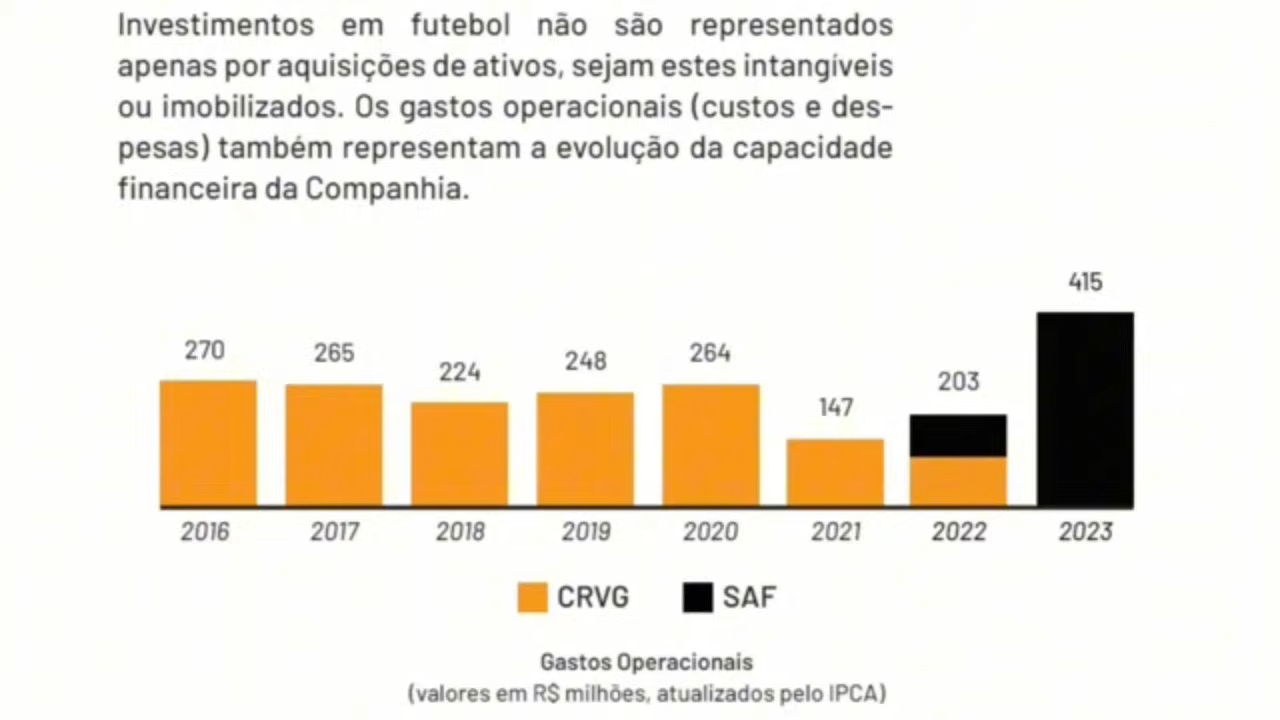 Investimentos em futebol não são representados
apenas por aquisições de ativos, sejam estes intangíveis
ou imobilizados. Os gastos operacionais (custos e des-
pesas) também representam a evolução da capacidade
financeira da Companhia.
270 265 224 248 264 147 203 415
2016 2017 2018 2019 2020 2021 2022 2023
CRVG SAF
Gastos Operacionais
(valores em R$ milhões, atualizados pelo IPCA)